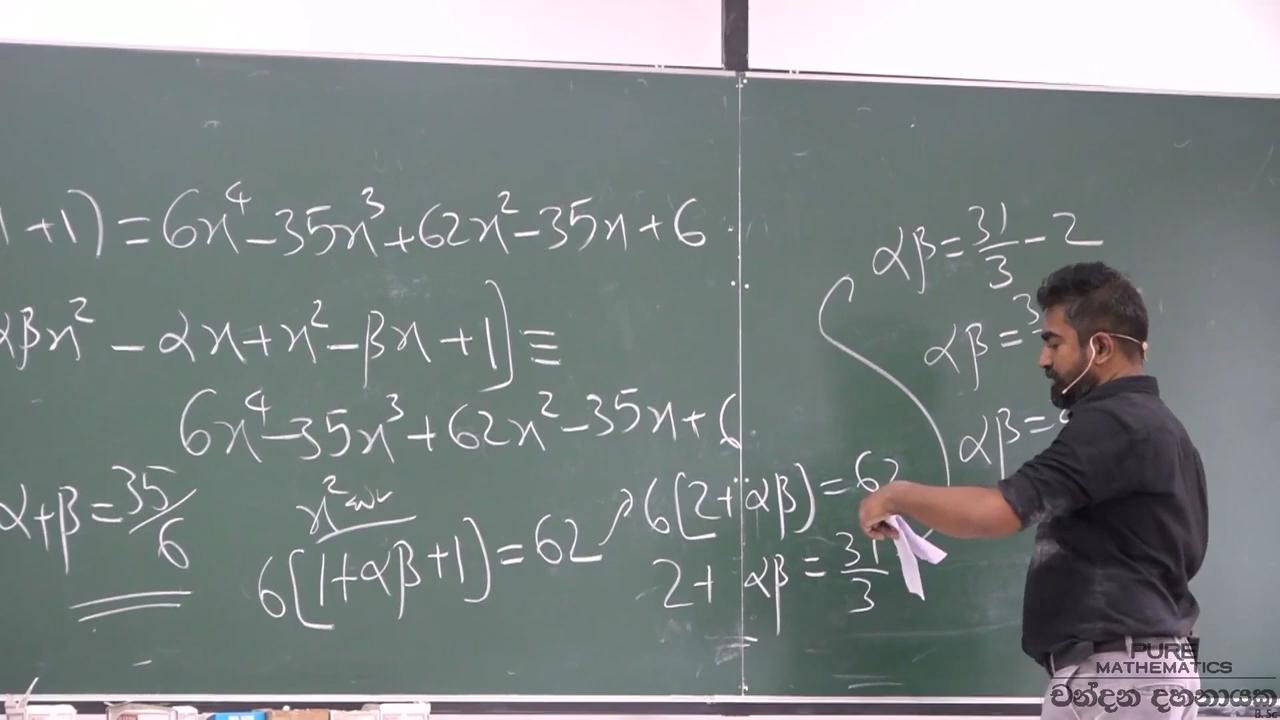 +1) = 6x⁴ - 35x³ + 62x² - 35x + 6
αβx² - αx + x² - βx + 1] ≡
6x⁴ - 35x³ + 62x² - 35x + 6
α+β = 35/6
x²
6[1+αβ+1] = 62
6[2+αβ) = 62
2+ αβ = 31/3
αβ = 31/3 - 2
αβ = 3
αβ =
PURE
MATHEMATICS
චන්දන දහනායක
B.Sc